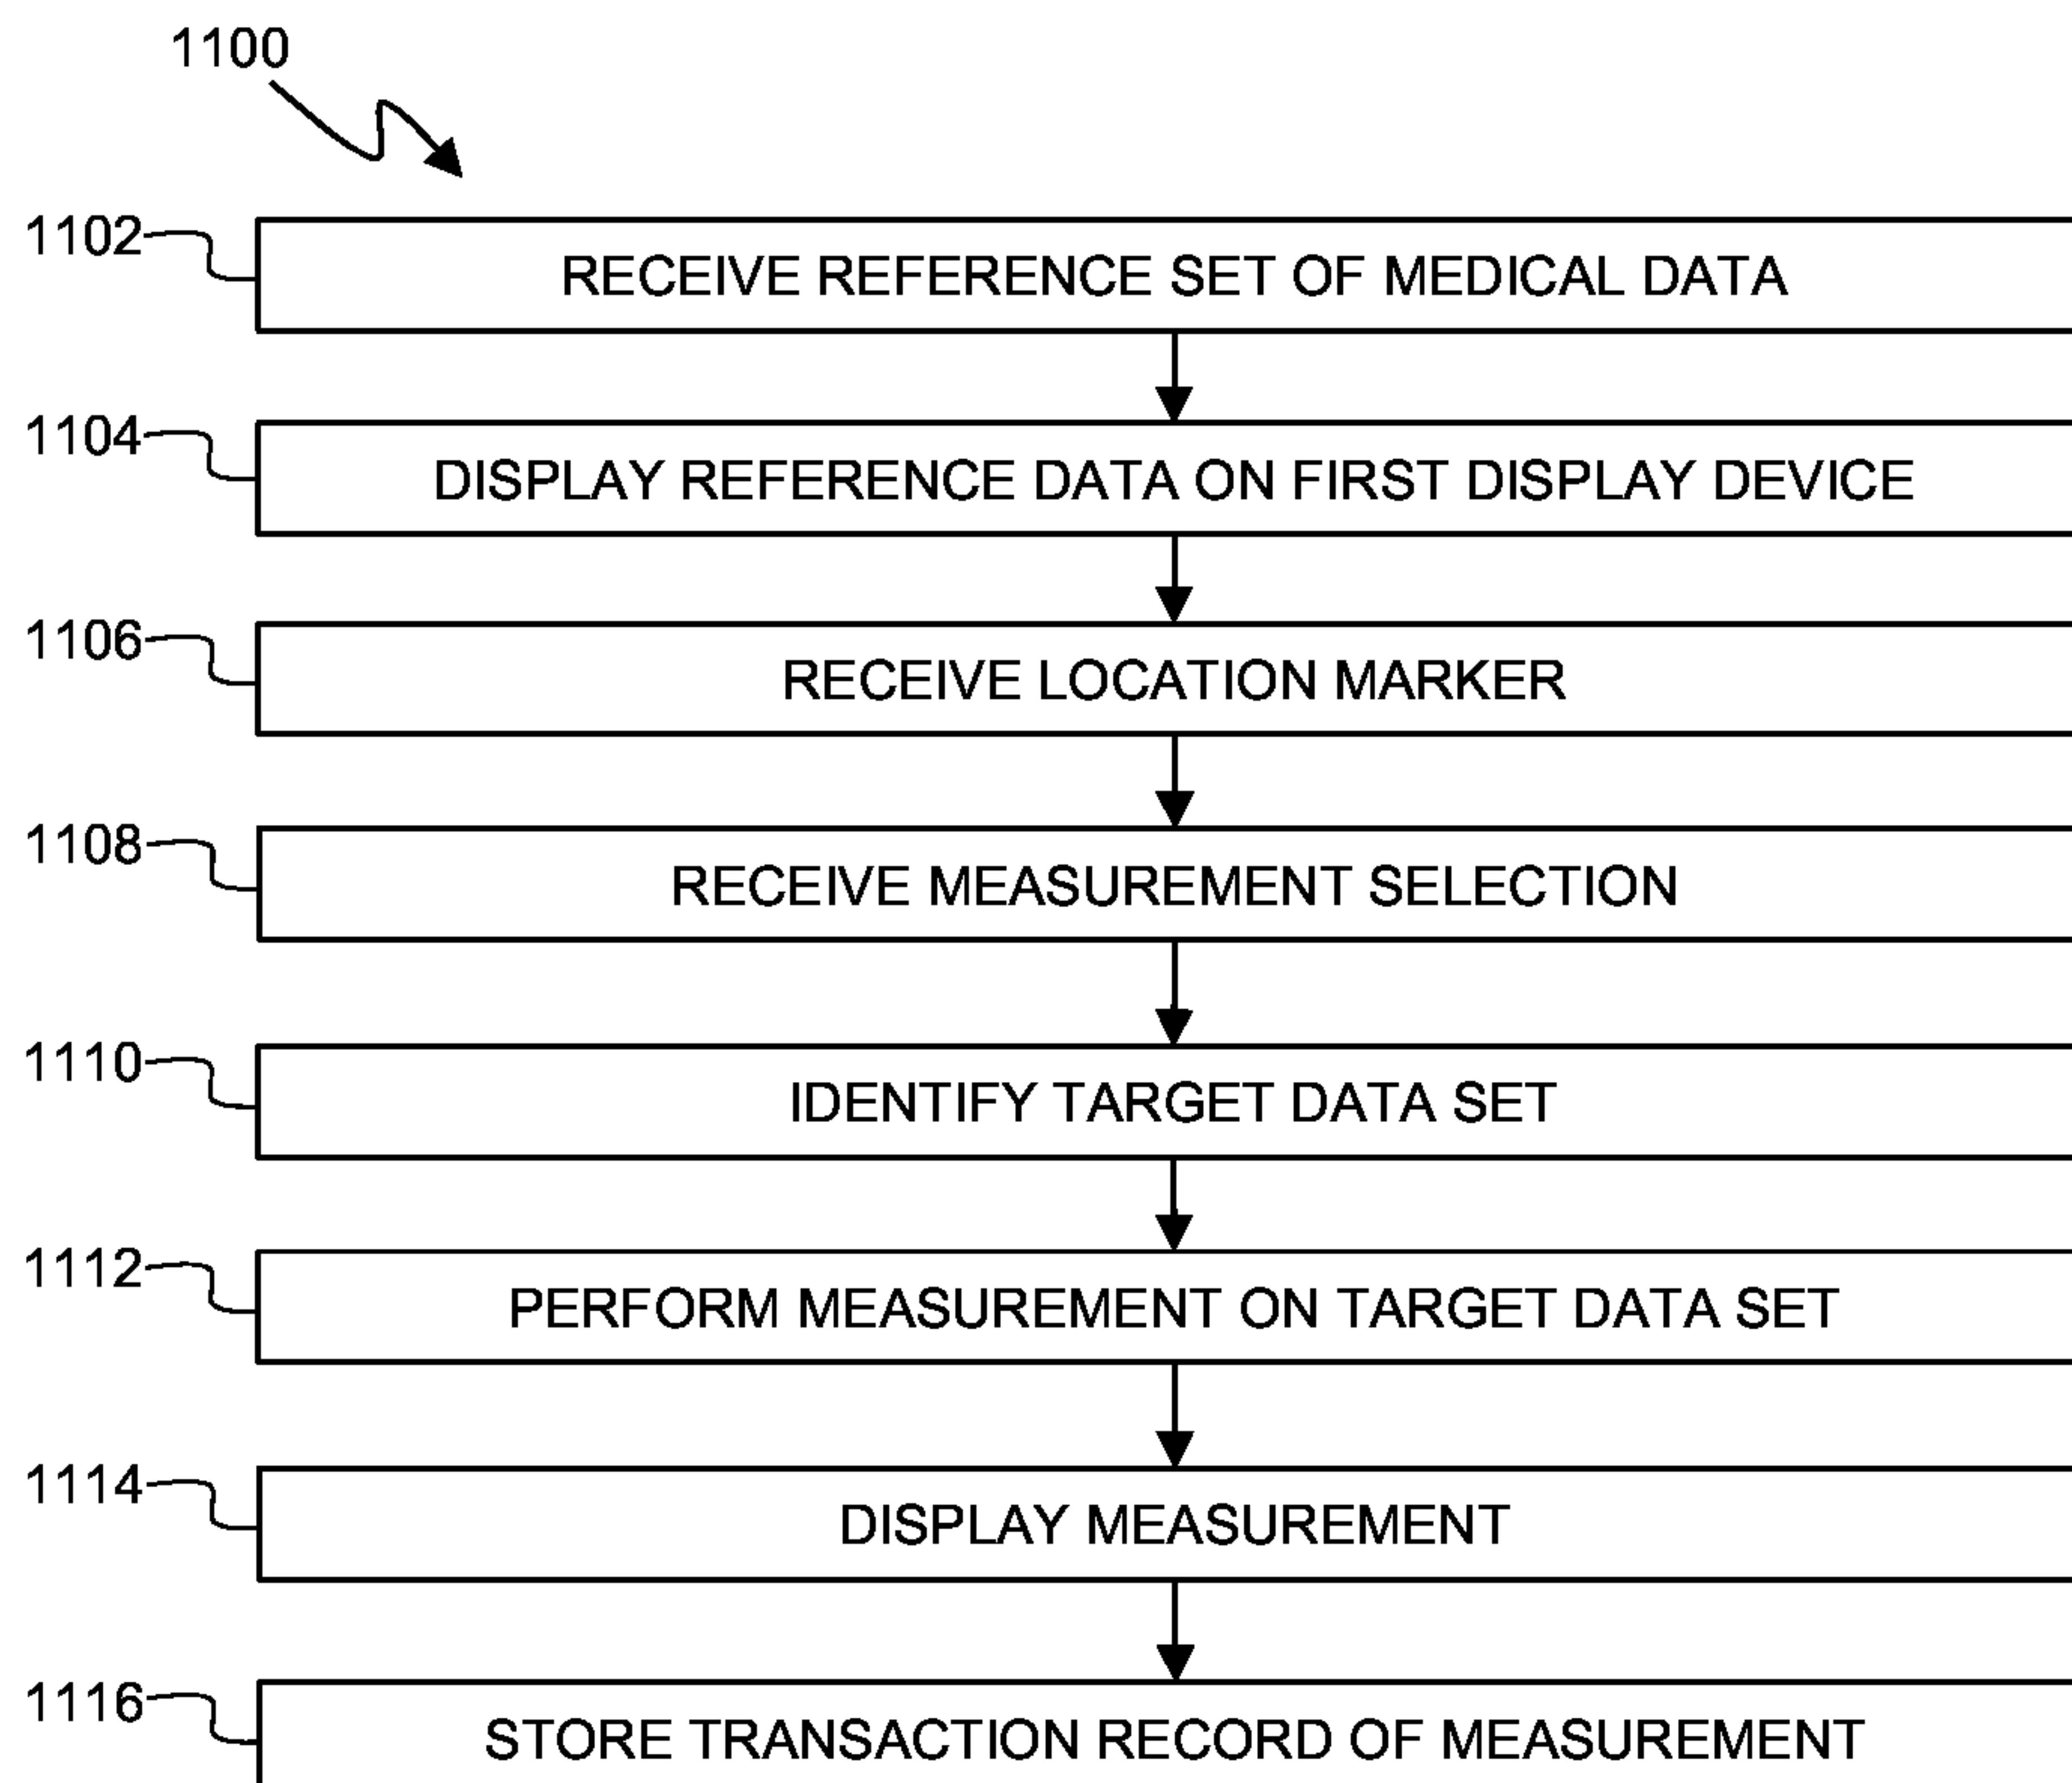 1100
1102
RECEIVE REFERENCE SET OF MEDICAL DATA
1104
DISPLAY REFERENCE DATA ON FIRST DISPLAY DEVICE
1106
RECEIVE LOCATION MARKER
1108
RECEIVE MEASUREMENT SELECTION
1110
IDENTIFY TARGET DATA SET
1112
PERFORM MEASUREMENT ON TARGET DATA SET
1114
DISPLAY MEASUREMENT
1116
STORE TRANSACTION RECORD OF MEASUREMENT